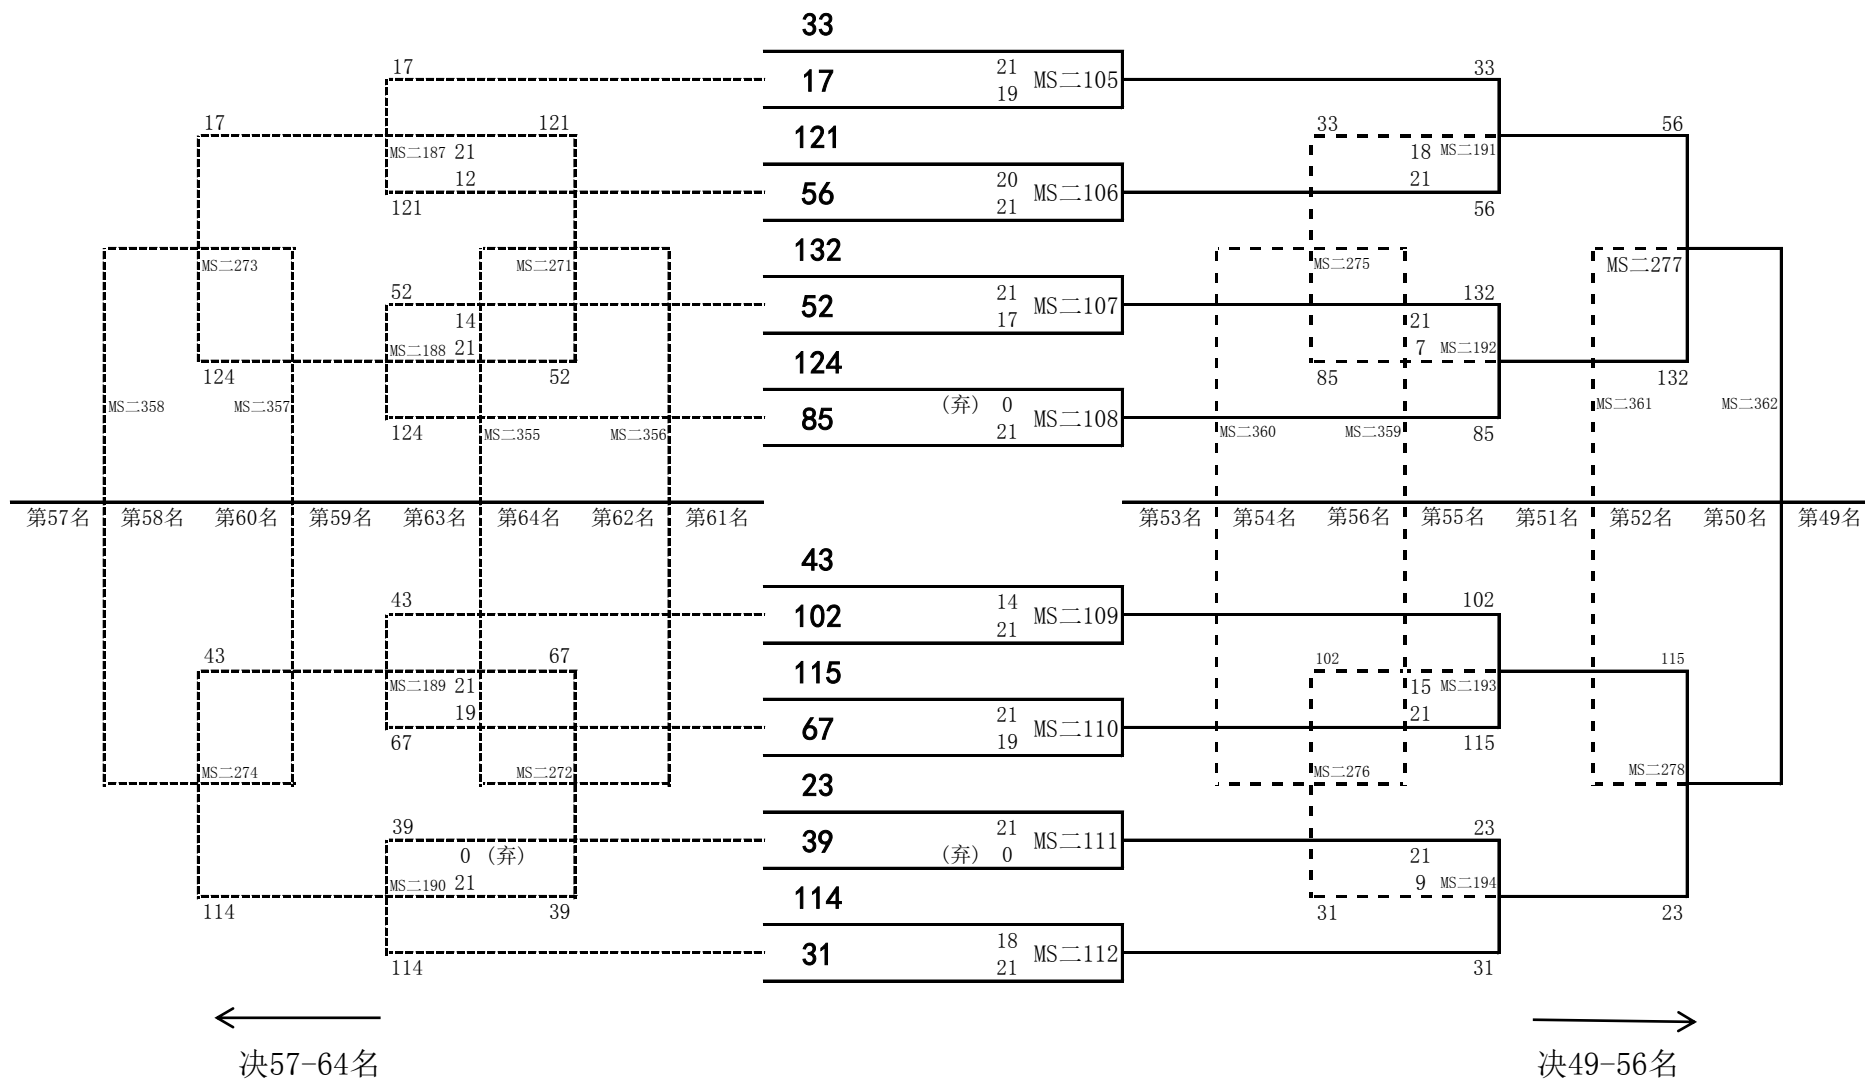 33
17 21 MS二105 33
17 19
17 121 121 33 56
MS二187 21 18 MS二191
12 56 20 MS二106 21
121 21 56
132
MS二273 MS二271 MS二275 MS二277
52 52 21 MS二107 132
14 17 21
MS二188 21 7 MS二192
124 52 124 85 132
MS二358 MS二357 85 (弃) 0 MS二108 MS二361 MS二362
124 MS二355 MS二356 21 MS二360 MS二359 85
第57名 第58名 第60名 第59名 第63名 第64名 第62名 第61名 第53名 第54名 第56名 第55名 第51名 第52名 第50名 第49名
43
43 102 14 MS二109 102
21
43 67 115 102 115
MS二189 21 15 MS二193
19 67 21 MS二110 21
67 19 115
MS二274 MS二272 23 MS二276 MS二278
39 39 21 MS二111 23
0 (弃) (弃) 0 21
MS二190 21 9 MS二194
114 39 114 31 23
31 18 MS二112
114 21 31
决57-64名 决49-56名